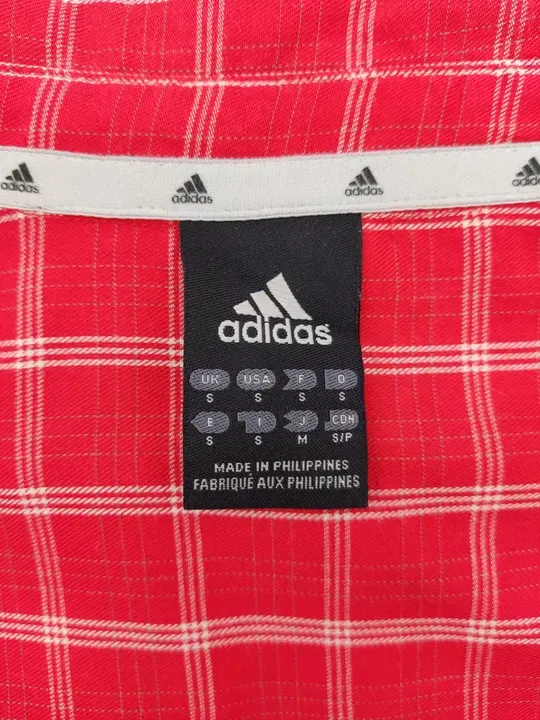 adidas adidas adidas adidas
adidas
UK USA F D
S S S S
E I J CDN
S S M S/P
MADE IN PHILIPPINES
FABRIQUÉ AUX PHILIPPINES